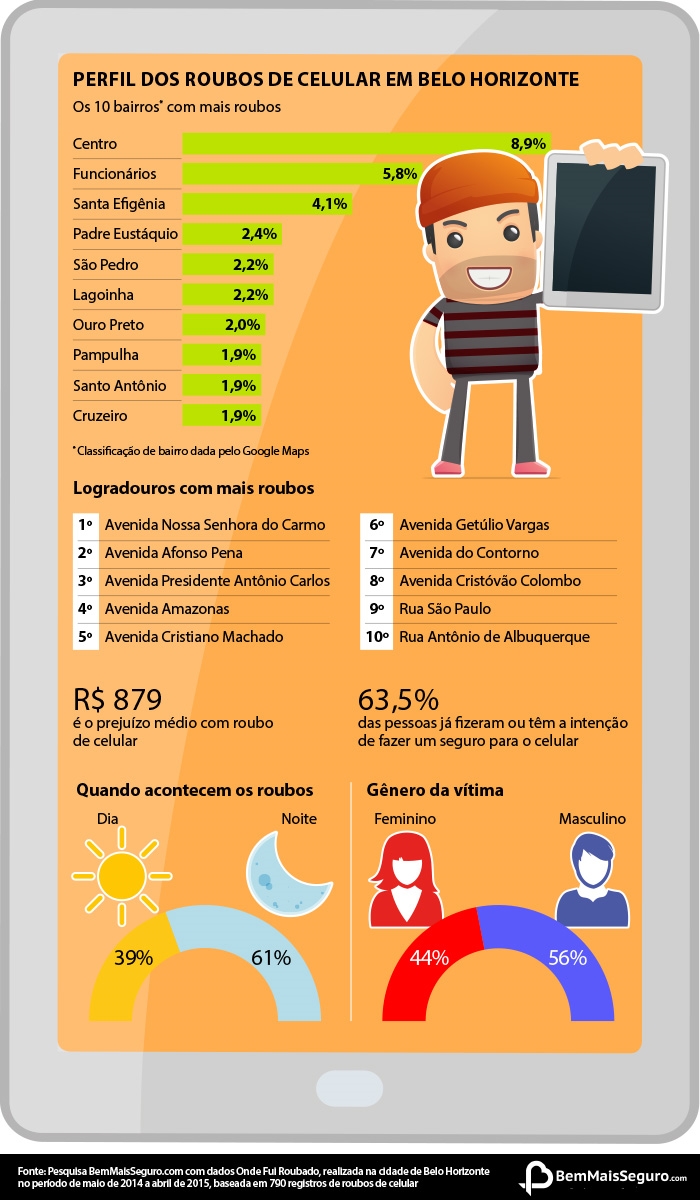 PERFIL DOS ROUBOS DE CELULAR EM BELO HORIZONTE
Os 10 bairros* com mais roubos
Centro 8,9%
Funcionários 5,8%
Santa Efigênia 4,1%
Padre Eustáquio 2,4%
São Pedro 2,2%
Lagoinha 2,2%
Ouro Preto 2,0%
Pampulha 1,9%
Santo Antônio 1,9%
Cruzeiro 1,9%
*Classificação de bairro dada pelo Google Maps
Logradouros com mais roubos
1º Avenida Nossa Senhora do Carmo
2º Avenida Afonso Pena
3º Avenida Presidente Antônio Carlos
4º Avenida Amazonas
5º Avenida Cristiano Machado
6º Avenida Getúlio Vargas
7º Avenida do Contorno
8º Avenida Cristóvão Colombo
9º Rua São Paulo
10º Rua Antônio de Albuquerque
R$ 879
é o prejuízo médio com roubo
de celular
63,5%
das pessoas já fizeram ou têm a intenção
de fazer um seguro para o celular
Quando acontecem os roubos
Dia Noite
39% 61%
Gênero da vítima
Feminino Masculino
44% 56%
Fonte: Pesquisa BemMaisSeguro.com com dados Onde Fui Roubado, realizada na cidade de Belo Horizonte
no período de maio de 2014 a abril de 2015, baseada em 790 registros de roubos de celular
BemMaisSeguro.com